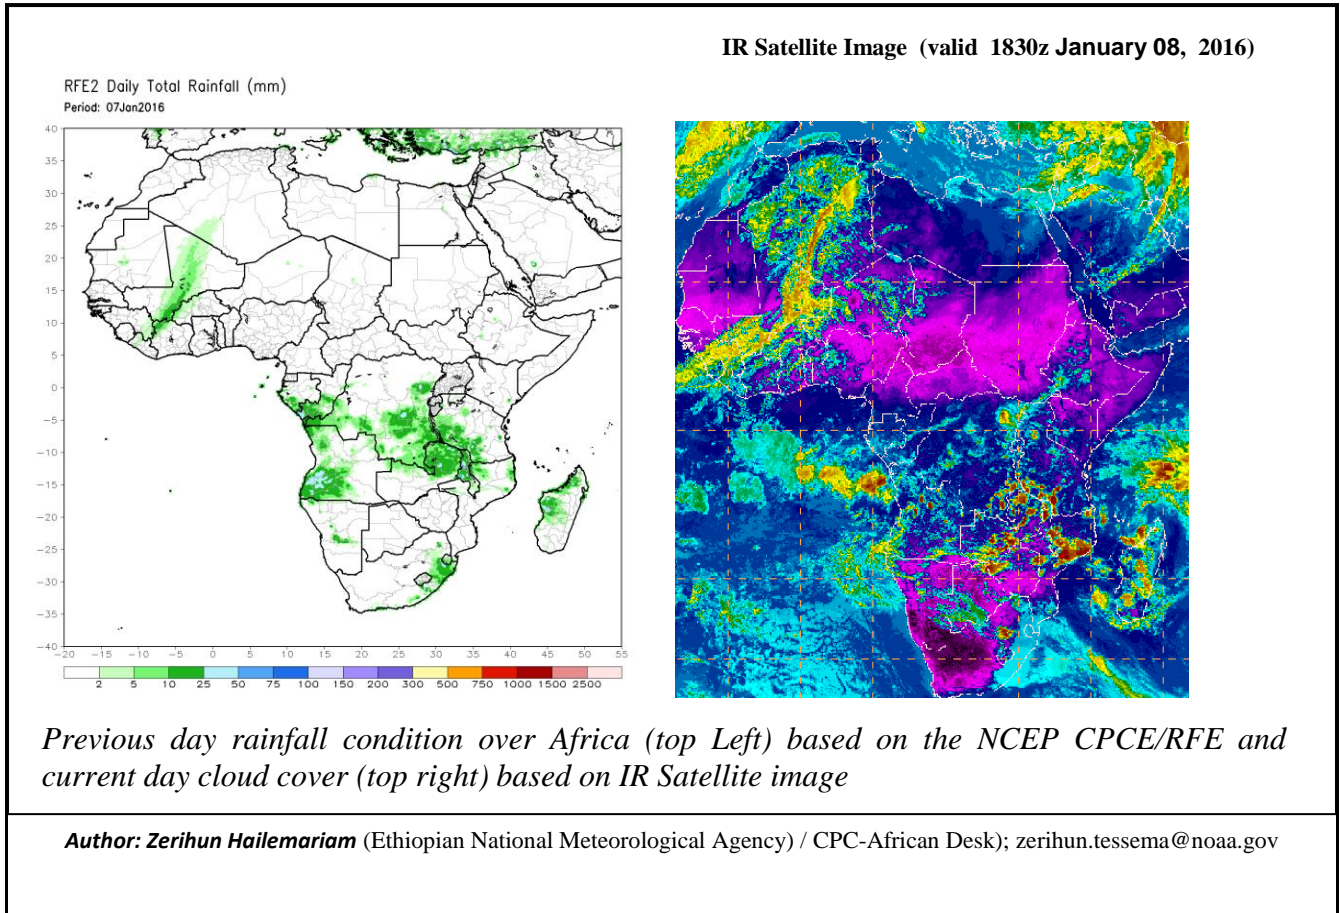 IR Satellite Image (valid 1830z January 08, 2016)
RFE2 Daily Total Rainfall (mm)
Period: 07Jan2016
40
35
30
25
20
15
10
5
0
−5
−10
−15
−20
−25
−30
−35
−40
−20 −15 −10 −5 0 5 10 15 20 25 30 35 40 45 50 55
2 5 10 25 50 75 100 150 200 300 500 750 1000 1500 2500
Previous day rainfall condition over Africa (top Left) based on the NCEP CPCE/RFE and
current day cloud cover (top right) based on IR Satellite image
Author: Zerihun Hailemariam (Ethiopian National Meteorological Agency) / CPC-African Desk); zerihun.tessema@noaa.gov